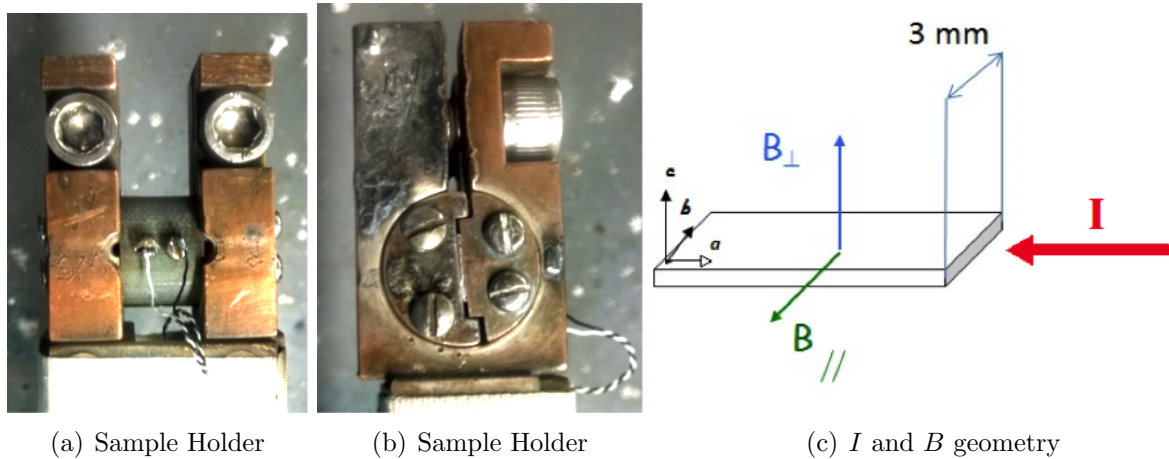 3 mm
B⊥
I
c
b
a
B //
(a) Sample Holder
(b) Sample Holder
(c) I and B geometry